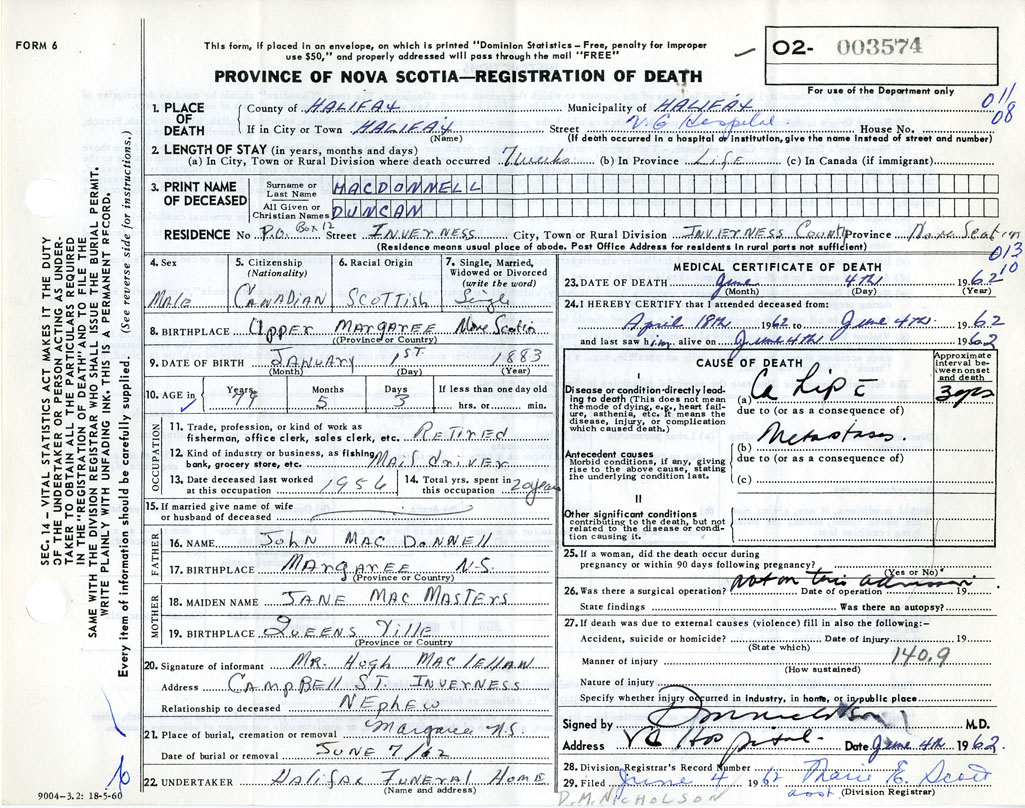 FORM 6
This form, if placed in an envelope, on which is printed "Dominion Statistics – Free, penalty for improper
use $50," and properly addressed will pass through the mail "FREE"
PROVINCE OF NOVA SCOTIA—REGISTRATION OF DEATH
02- 003574
For use of the Department only
011
08
1. PLACE OF DEATH
County of HALIFAX Municipality of HALIFAX
If in City or Town HALIFAX Street V.G Hospital House No.
(Name) (If death occurred in a hospital or institution, give the name instead of street and number)
2. LENGTH OF STAY (in years, months and days)
(a) In City, Town or Rural Division where death occurred 7 weeks (b) In Province LIFE (c) In Canada (if immigrant)
3. PRINT NAME OF DECEASED
Surname or Last Name MACDONNELL
All Given or Christian Names DUNCAN
RESIDENCE No P.O. Box 12 Street INVERNESS City, Town or Rural Division INVERNESS COUNTY Province Nova Scotia
(Residence means usual place of abode. Post Office Address for residents in rural parts not sufficient)
013
10
4. Sex
Male
5. Citizenship (Nationality)
CANADIAN
6. Racial Origin
SCOTTISH
7. Single, Married, Widowed or Divorced (write the word)
Single
8. BIRTHPLACE Upper MARGAREE Nova Scotia
(Province or Country)
9. DATE OF BIRTH JANUARY 1ST. 1883
(Month) (Day) (Year)
10. AGE in
Years Months Days If less than one day old
5 3 hrs. or min.
OCCUPATION
11. Trade, profession, or kind of work as fisherman, office clerk, sales clerk, etc. Retired
12. Kind of industry or business, as fishing, bank, grocery store, etc. Mail driver
13. Date deceased last worked at this occupation 1956
14. Total yrs. spent in this occupation 20 years
15. If married give name of wife or husband of deceased
FATHER
16. NAME JOHN MAC DONNELL
17. BIRTHPLACE MARGAREE N.S.
(Province or Country)
MOTHER
18. MAIDEN NAME JANE MAC MASTERS
19. BIRTHPLACE QUEENS Ville
(Province or Country)
20. Signature of informant MR. HUGH MACLELLAN
Address CAMPBELL ST. INVERNESS
Relationship to deceased NEPHEW
21. Place of burial, cremation or removal Margaree N.S.
Date of burial or removal JUNE 7/62
22. UNDERTAKER Halifax Funeral Home
(Name and address)
MEDICAL CERTIFICATE OF DEATH
23. DATE OF DEATH June 4th 1962
(Month) (Day) (Year)
24. I HEREBY CERTIFY that I attended deceased from:
April 18th 1962 to June 4th. 1962
and last saw him alive on June 4th 1962
CAUSE OF DEATH
Approximate interval between onset and death
I
Disease or condition directly leading to death (This does not mean the mode of dying, e.g., heart failure, asthenia, etc. It means the disease, injury, or complication which caused death.)
(a) Ca Lip c̄ 3 yrs
due to (or as a consequence of)
Metastases.
Antecedent causes
Morbid conditions, if any, giving rise to the above cause, stating the underlying condition last.
(b)
due to (or as a consequence of)
(c)
II
Other significant conditions
contributing to the death, but not related to the disease or condition causing it.
25. If a woman, did the death occur during
pregnancy or within 90 days following pregnancy?
(Yes or No)
26. Was there a surgical operation? not on this admission Date of operation 19
State findings Was there an autopsy?
27. If death was due to external causes (violence) fill in also the following:–
Accident, suicide or homicide? Date of injury 19
(State which)
Manner of injury 140.9
(How sustained)
Nature of injury
Specify whether injury occurred in industry, in home, or in public place
Signed by M.D.
Address VG Hospital. Date June 4th 1962.
28. Division Registrar's Record Number
29. Filed June 4 1962 Marie E. Scott
asst. (Division Registrar)
D.M. NICHOLSON
SEC. 14 – VITAL STATISTICS ACT MAKES IT THE DUTY
OF THE UNDERTAKER OR PERSON ACTING AS UNDER-
TAKER TO OBTAIN ALL THE PARTICULARS REQUIRED
IN THE "REGISTRATION OF DEATH" AND TO FILE THE
SAME WITH THE DIVISION REGISTRAR WHO SHALL ISSUE THE BURIAL PERMIT.
WRITE PLAINLY WITH UNFADING INK. THIS IS A PERMANENT RECORD.
Every item of information should be carefully supplied. (See reverse side for instructions.)
9004–3.2: 18-5-60